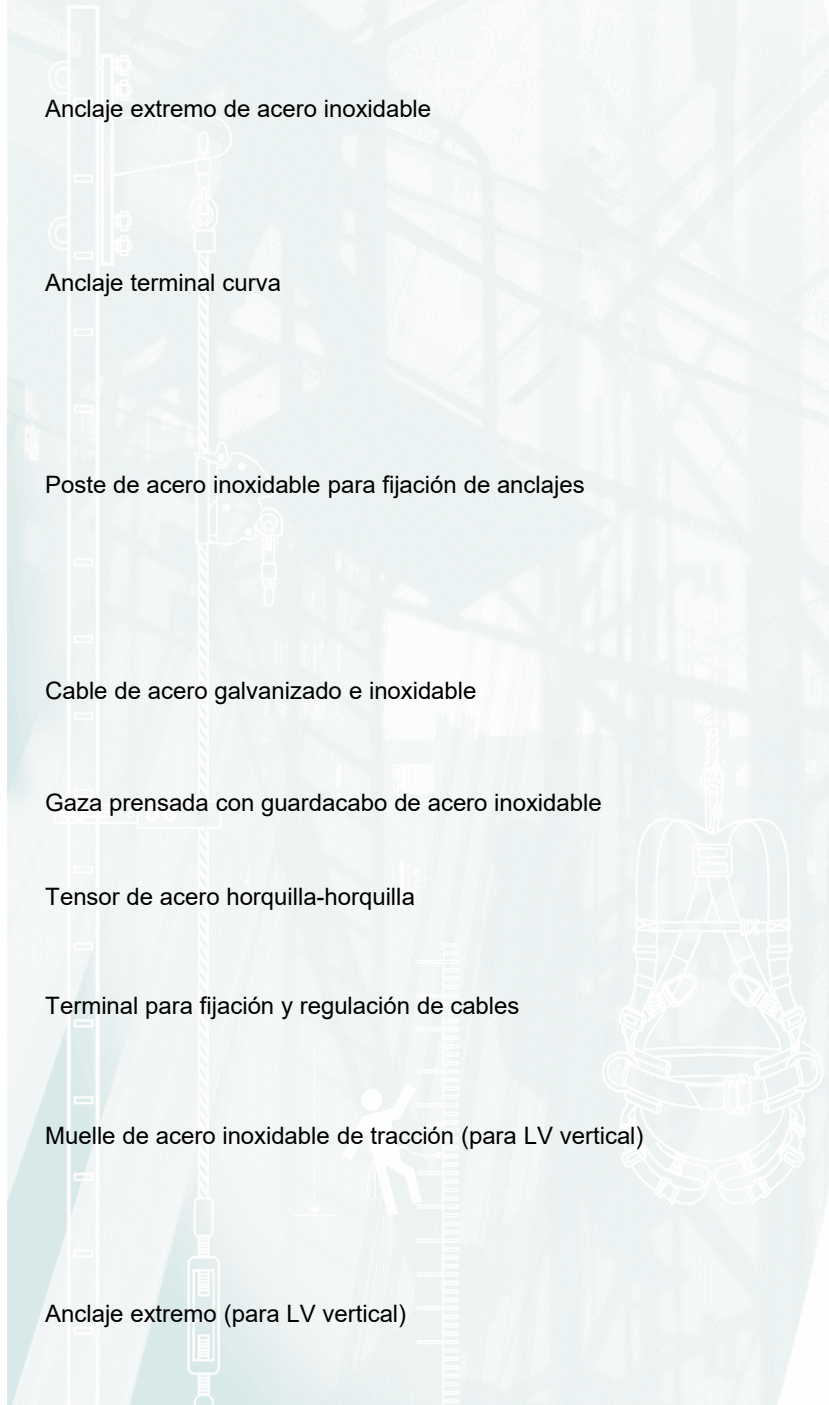 Anclaje extremo de acero inoxidable
Anclaje terminal curva
Poste de acero inoxidable para fijación de anclajes
Cable de acero galvanizado e inoxidable
Gaza prensada con guardacabo de acero inoxidable
Tensor de acero horquilla-horquilla
Terminal para fijación y regulación de cables
Muelle de acero inoxidable de tracción (para LV vertical)
Anclaje extremo (para LV vertical)